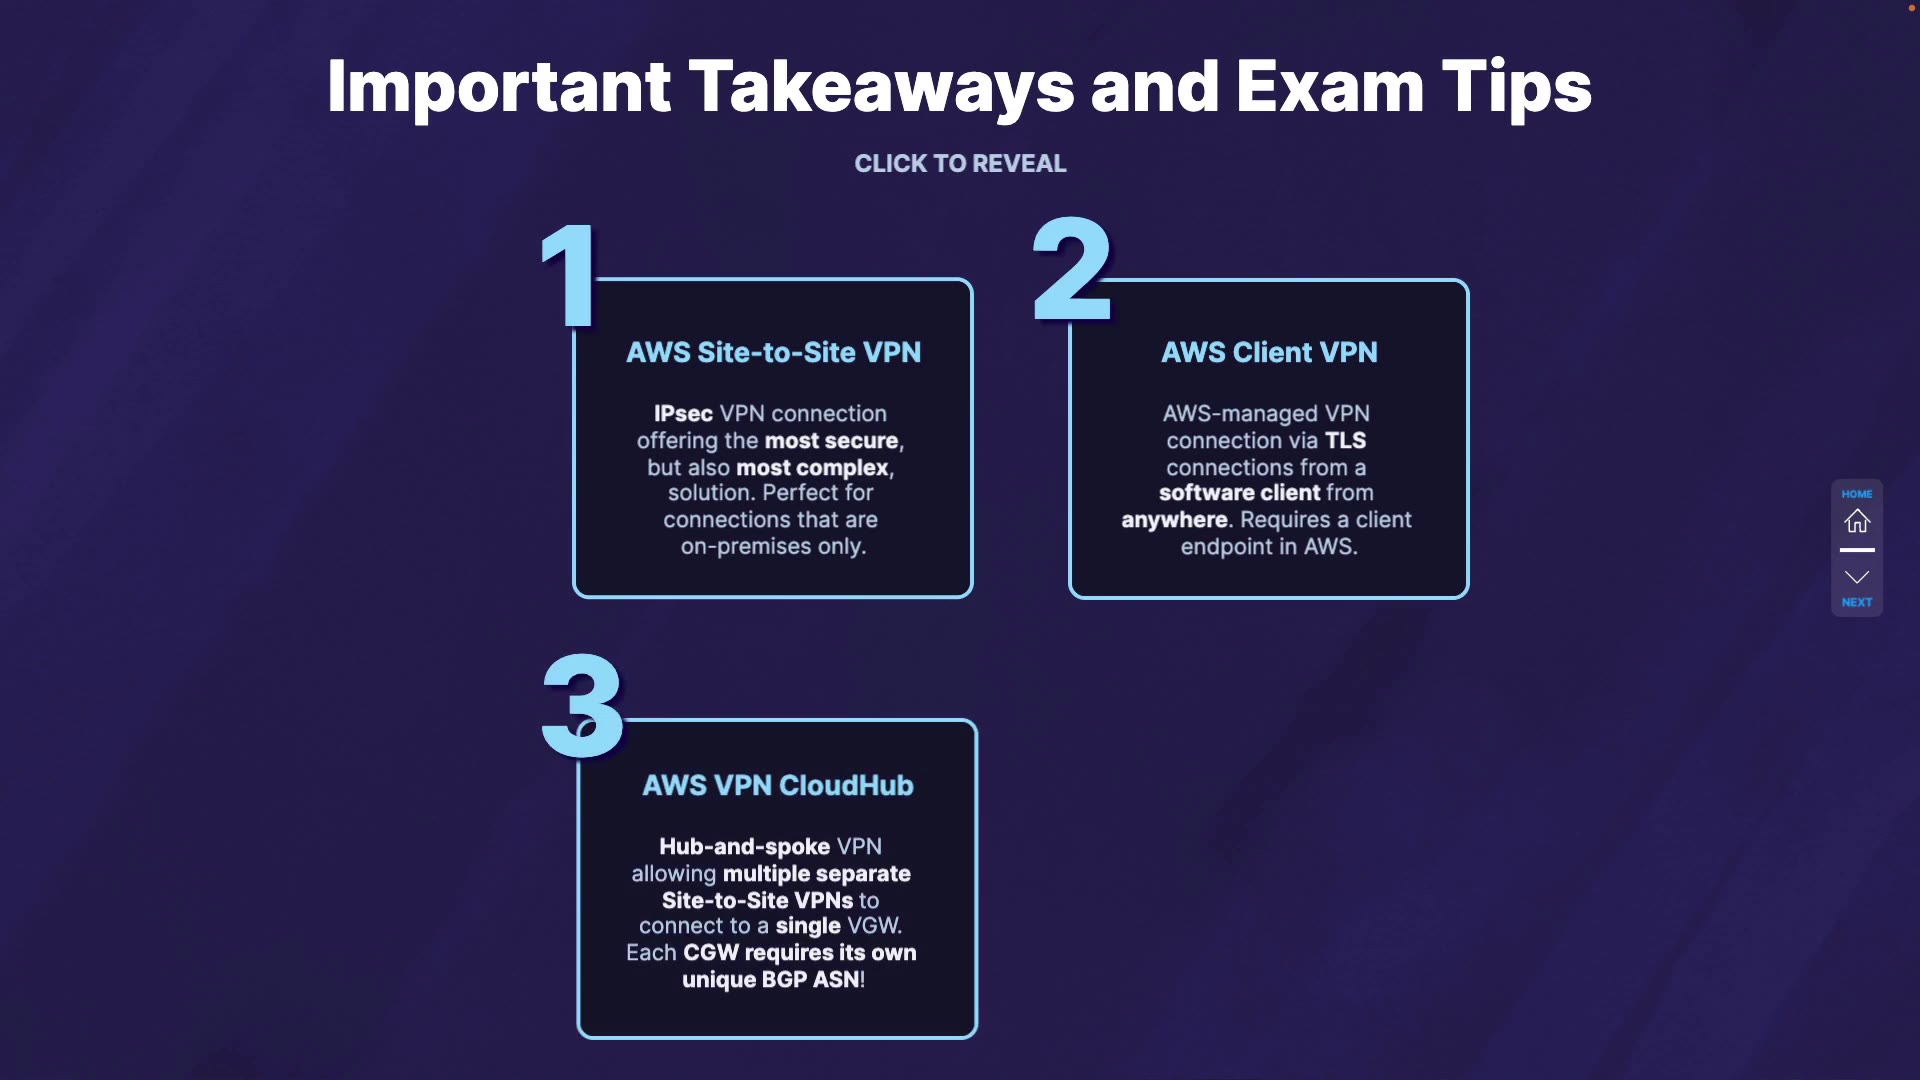 Important Takeaways and Exam Tips
CLICK TO REVEAL
1
AWS Site-to-Site VPN
IPsec VPN connection
offering the most secure,
but also most complex,
solution. Perfect for
connections that are
on-premises only.
2
AWS Client VPN
AWS-managed VPN
connection via TLS
connections from a
software client from
anywhere. Requires a client
endpoint in AWS.
HOME
NEXT
3
AWS VPN CloudHub
Hub-and-spoke VPN
allowing multiple separate
Site-to-Site VPNs to
connect to a single VGW.
Each CGW requires its own
unique BGP ASN!